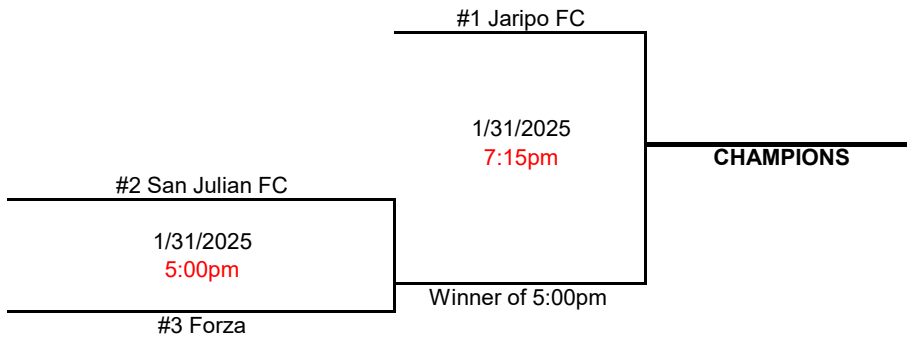 #1 Jaripo FC
1/31/2025
7:15pm
CHAMPIONS
#2 San Julian FC
1/31/2025
5:00pm
Winner of 5:00pm
#3 Forza